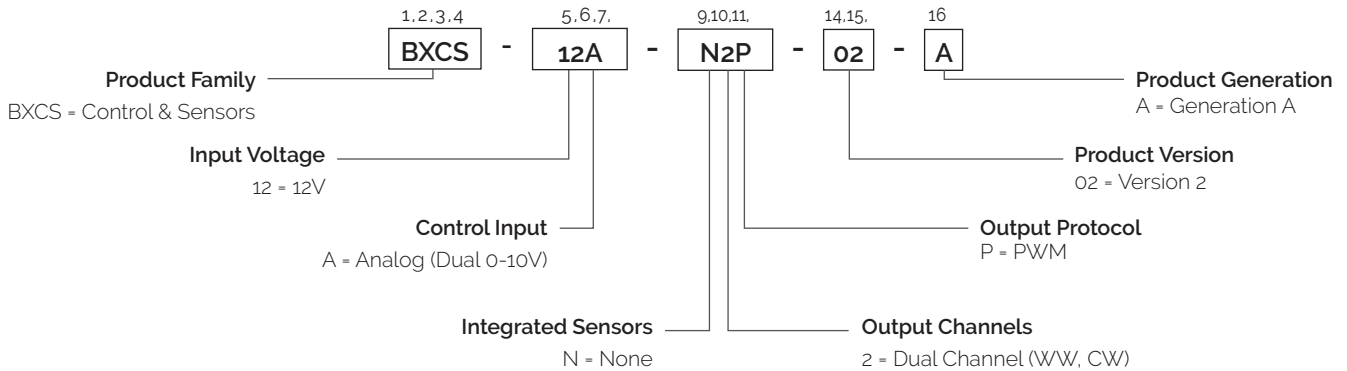 1,2,3,4 5,6,7, 9,10,11, 14,15, 16
BXCS - 12A - N2P - 02 - A
Product Family
BXCS = Control & Sensors
Product Generation
A = Generation A
Input Voltage
12 = 12V
Product Version
02 = Version 2
Control Input
A = Analog (Dual 0-10V)
Output Protocol
P = PWM
Integrated Sensors
N = None
Output Channels
2 = Dual Channel (WW, CW)